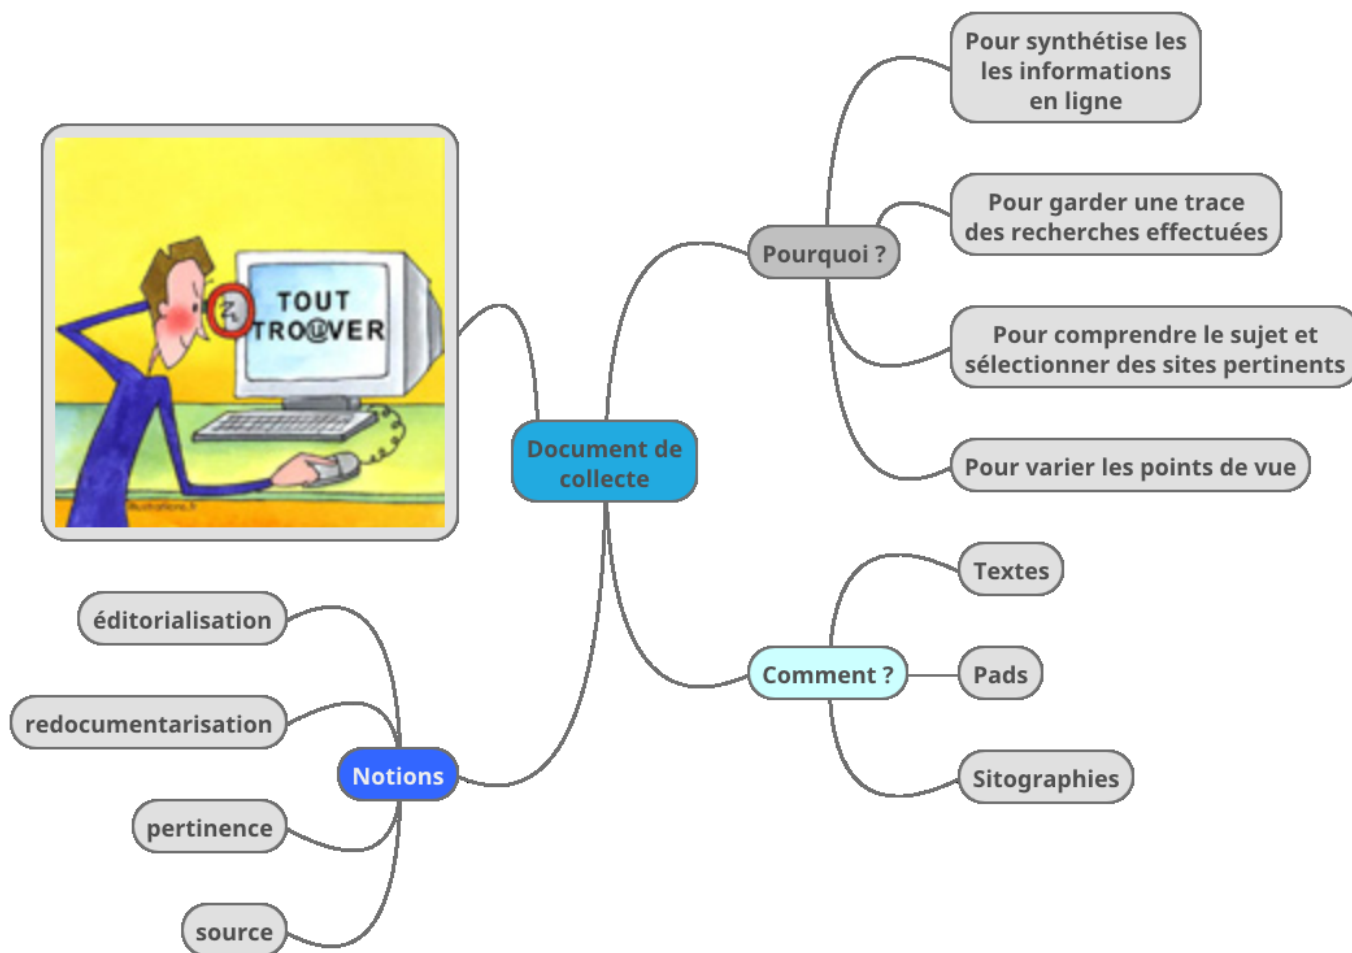 Pour synthétise les
les informations
en ligne
Pour garder une trace
des recherches effectuées
Pourquoi ?
Pour comprendre le sujet et
sélectionner des sites pertinents
Pour varier les points de vue
TOUT
TRO@VER
Document de
collecte
Textes
Comment ?
Pads
Sitographies
éditorialisation
redocumentarisation
Notions
pertinence
source